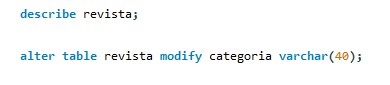 describe revista;
alter table revista modify categoria varchar(40);